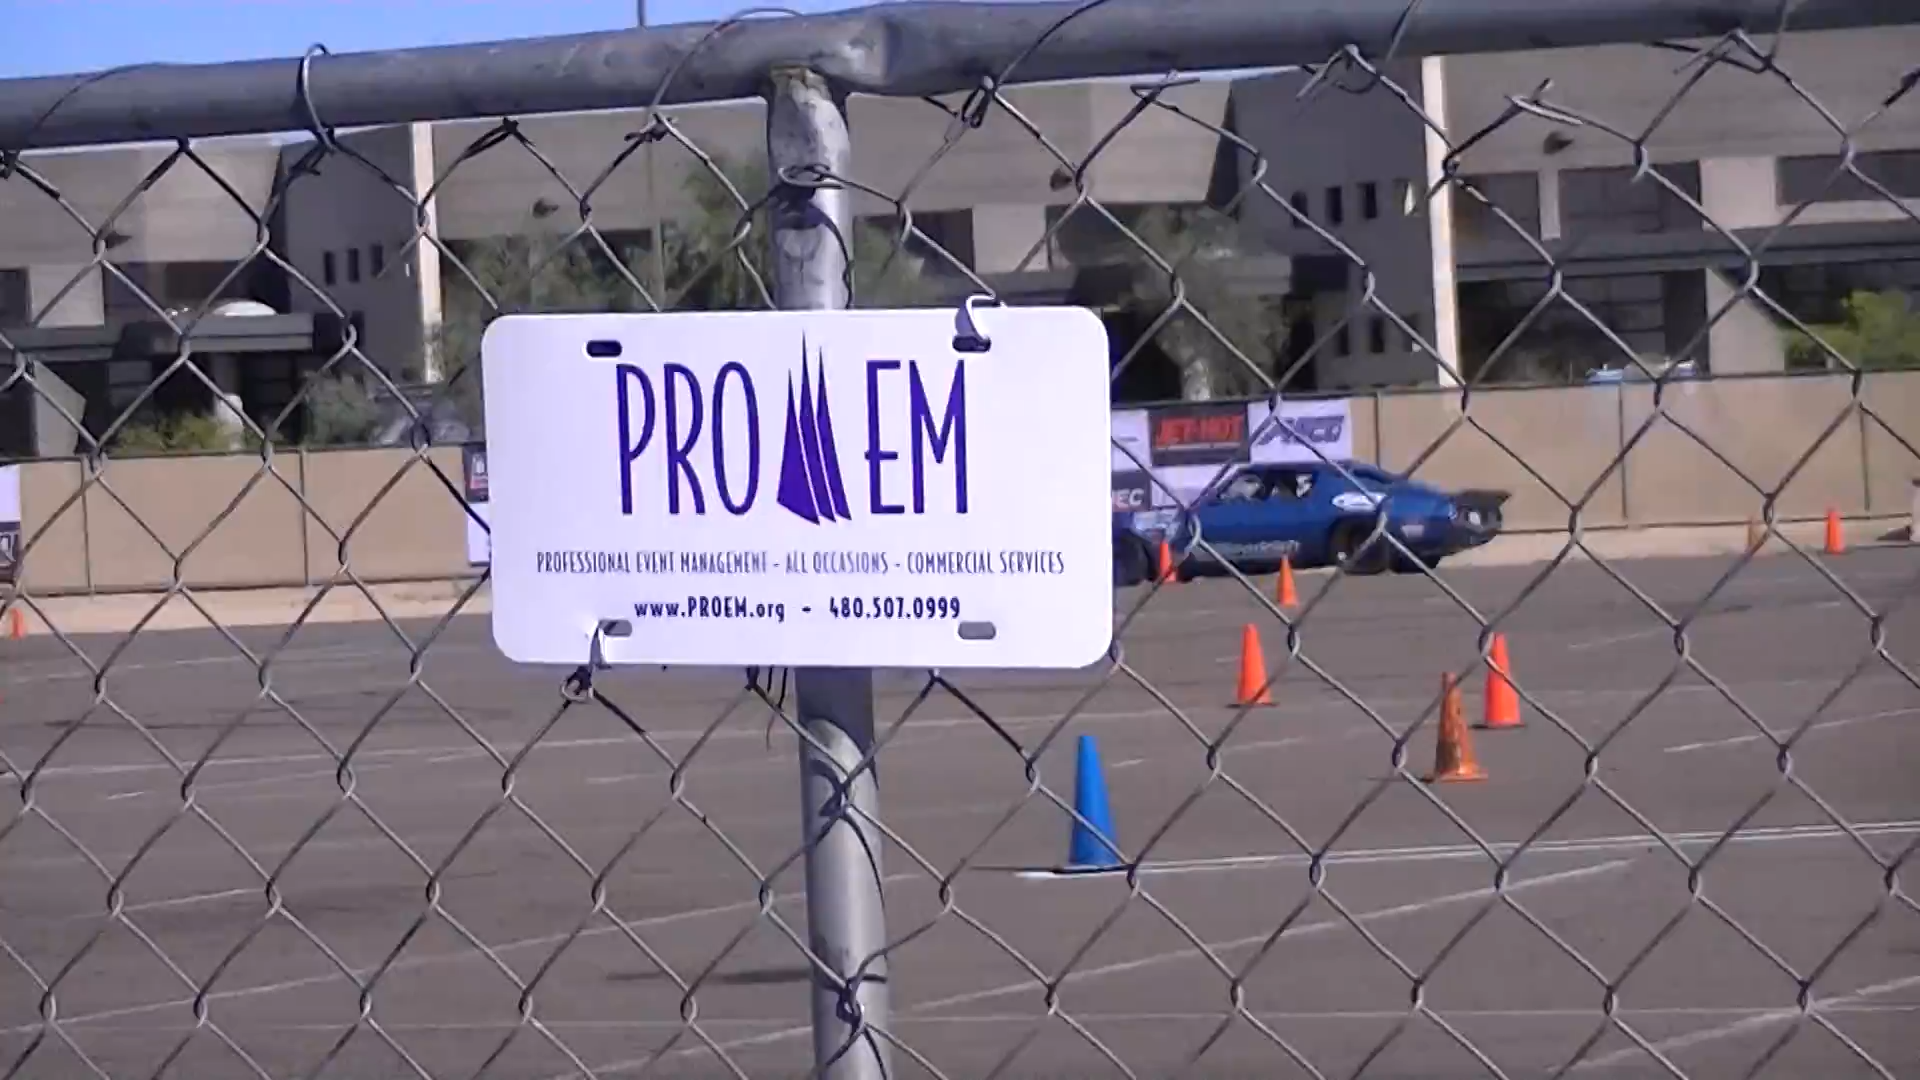 PRO EM
PROFESSIONAL EVENT MANAGEMENT - ALL OCCASIONS - COMMERCIAL SERVICES
www.PROEM.org - 480.507.0999
JET-HOT